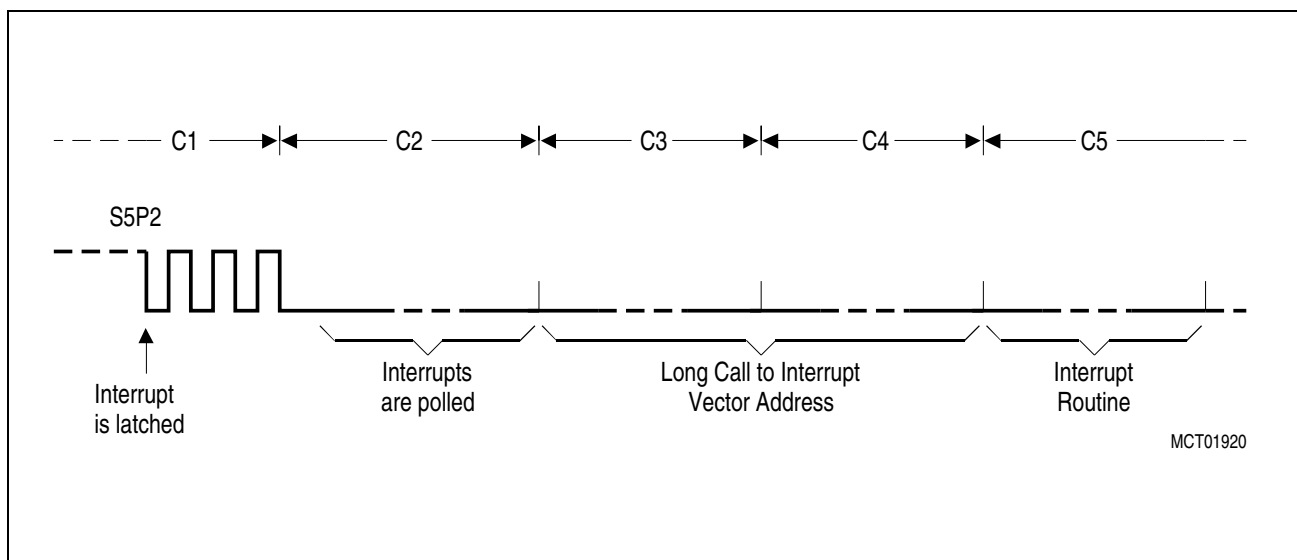 C1 C2 C3 C4 C5
S5P2
Interrupt
is latched
Interrupts
are polled
Long Call to Interrupt
Vector Address
Interrupt
Routine
MCT01920